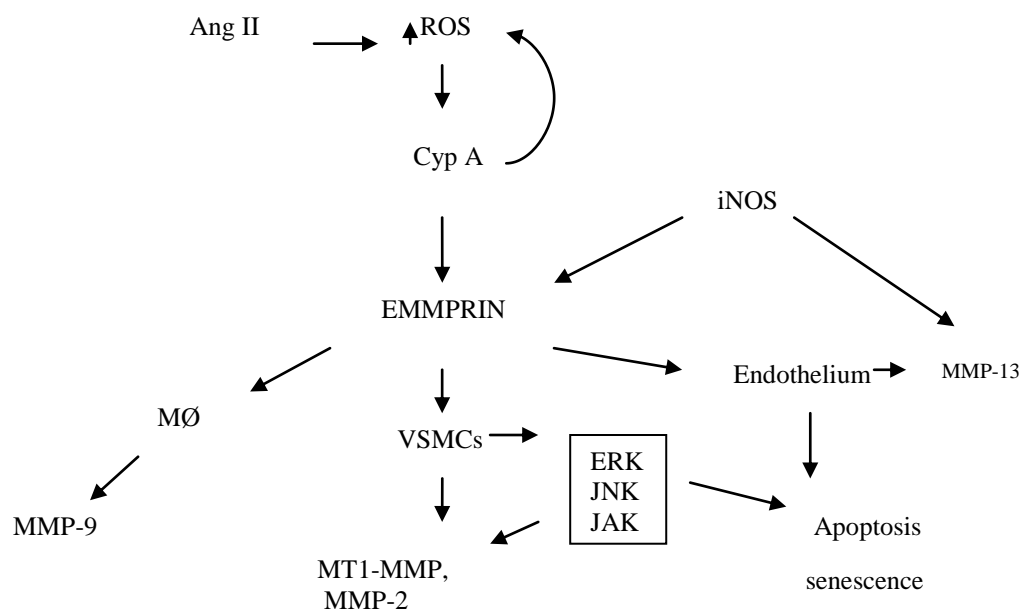 Ang II
ROS
Cyp A
iNOS
EMMPRIN
Endothelium
MMP-13
MØ
VSMCs
ERK
JNK
JAK
MMP-9
Apoptosis
senescence
MT1-MMP,
MMP-2